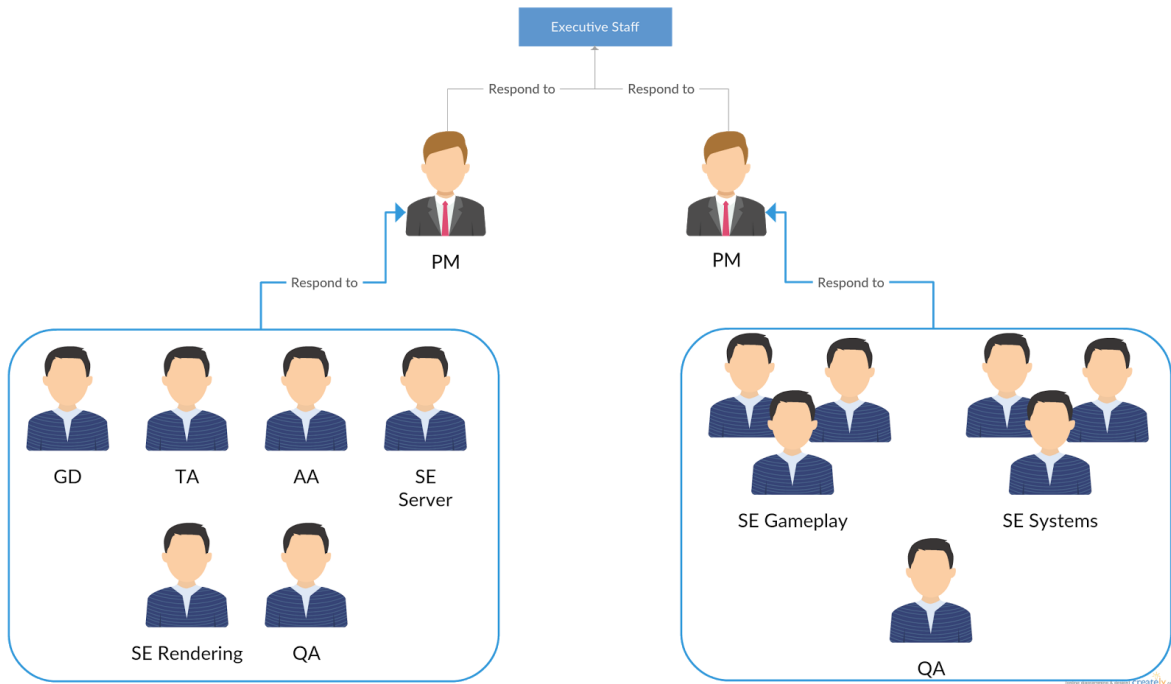 Executive Staff
Respond to
Respond to
PM
PM
Respond to
Respond to
GD
TA
AA
SE
Server
SE Rendering
QA
SE Gameplay
SE Systems
QA